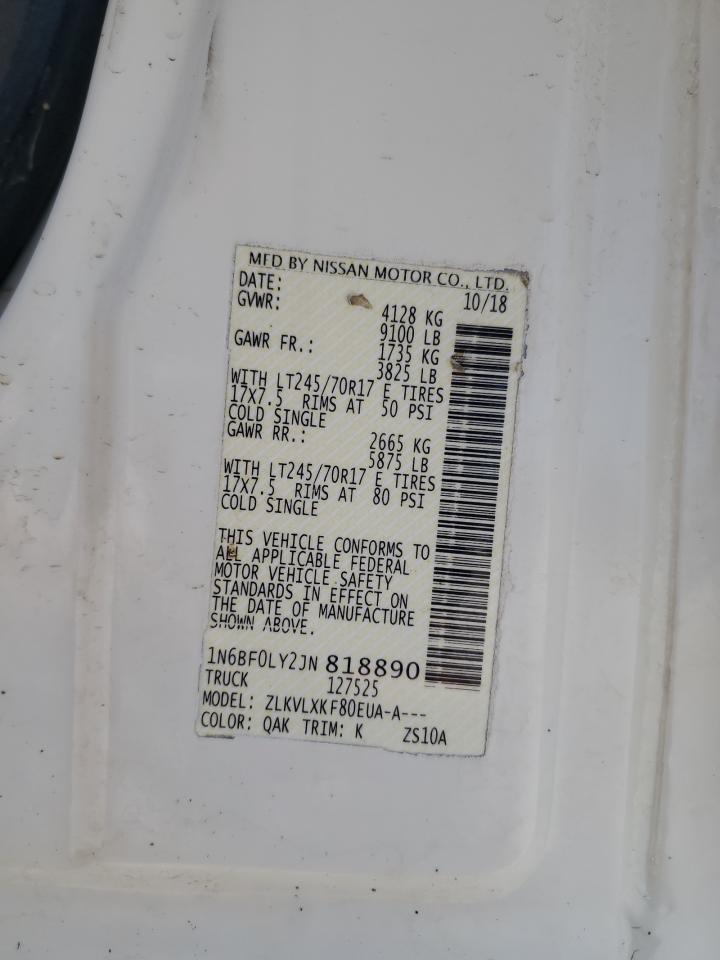 MFD BY NISSAN MOTOR CO., LTD.
DATE: 10/18
GVWR: 4128 KG
9100 LB
GAWR FR.: 1735 KG
3825 LB
WITH LT245/70R17 E TIRES
17X7.5 RIMS AT 50 PSI
COLD SINGLE
GAWR RR.: 2665 KG
5875 LB
WITH LT245/70R17 E TIRES
17X7.5 RIMS AT 80 PSI
COLD SINGLE
THIS VEHICLE CONFORMS TO
ALL APPLICABLE FEDERAL
MOTOR VEHICLE SAFETY
STANDARDS IN EFFECT ON
THE DATE OF MANUFACTURE
SHOWN ABOVE.
1N6BF0LY2JN 818890
TRUCK 127525
MODEL: ZLKVLXKF80EUA-A---
COLOR: QAK TRIM: K ZS10A